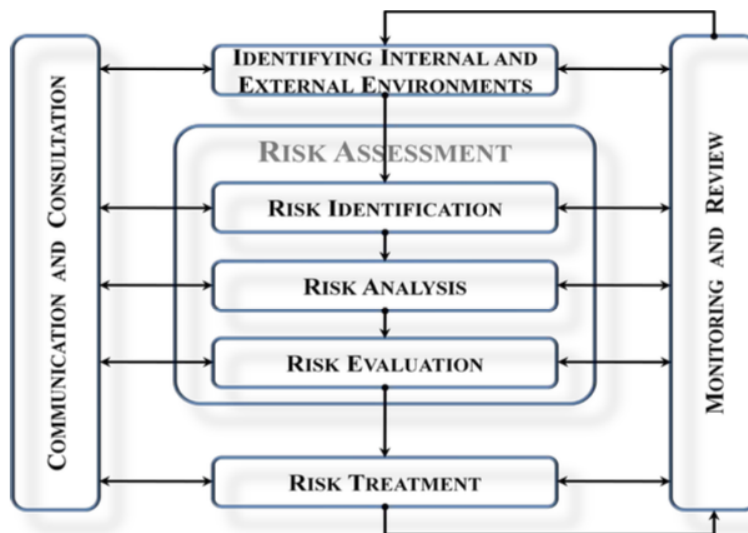 IDENTIFYING INTERNAL AND
EXTERNAL ENVIRONMENTS
RISK ASSESSMENT
RISK IDENTIFICATION
RISK ANALYSIS
RISK EVALUATION
RISK TREATMENT
COMMUNICATION AND CONSULTATION
MONITORING AND REVIEW